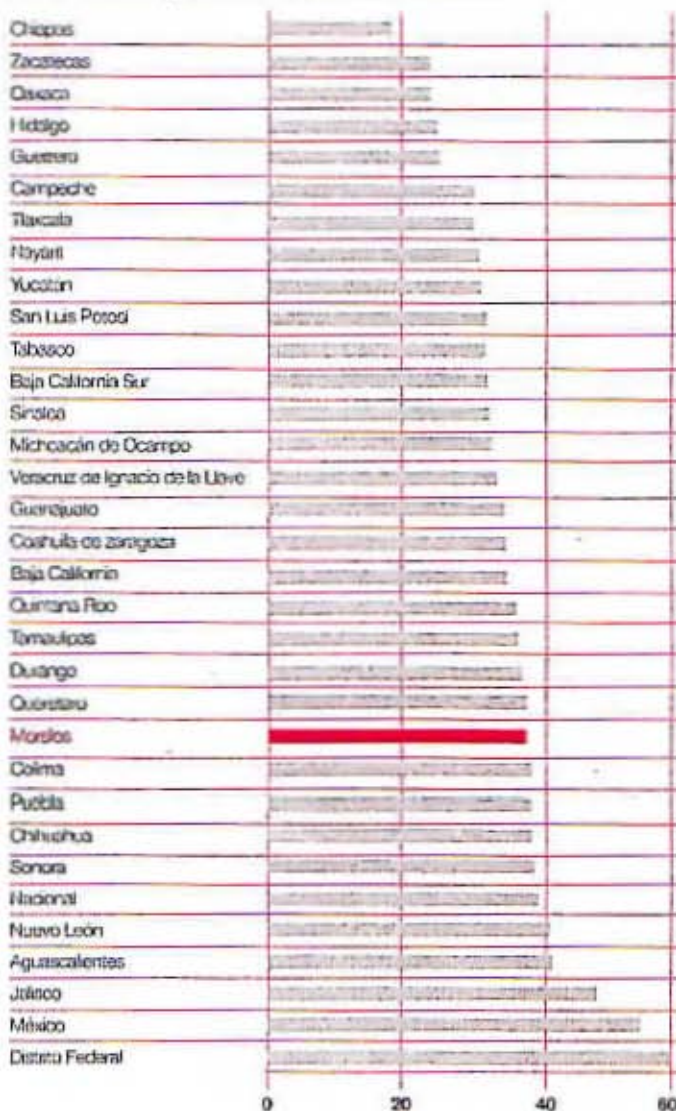 Chiapas
Zacatecas
Oaxaca
Hidalgo
Guerrero
Campeche
Tlaxcala
Nayarit
Yucatán
San Luis Potosí
Tabasco
Baja California Sur
Sinaloa
Michoacán de Ocampo
Veracruz de Ignacio de la Llave
Guanajuato
Coahuila de zaragoza
Baja California
Quintana Roo
Tamaulipas
Durango
Querétaro
Morelos
Colima
Puebla
Chihuahua
Sonora
Nacional
Nuevo León
Aguascalientes
Jalisco
México
Distrito Federal
0 20 40 60